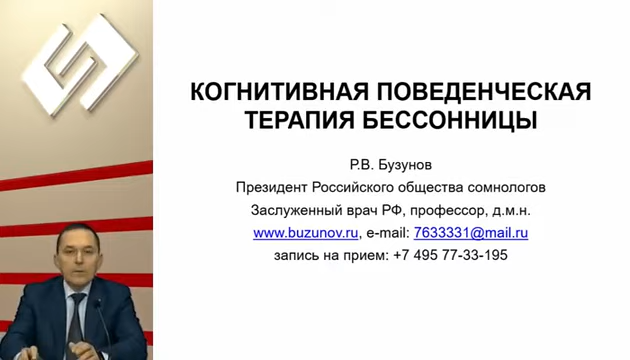 КОГНИТИВНАЯ ПОВЕДЕНЧЕСКАЯ
ТЕРАПИЯ БЕССОННИЦЫ
Р.В. Бузунов
Президент Российского общества сомнологов
Заслуженный врач РФ, профессор, д.м.н.
www.buzunov.ru, e-mail: 7633331@mail.ru
запись на прием: +7 495 77-33-195